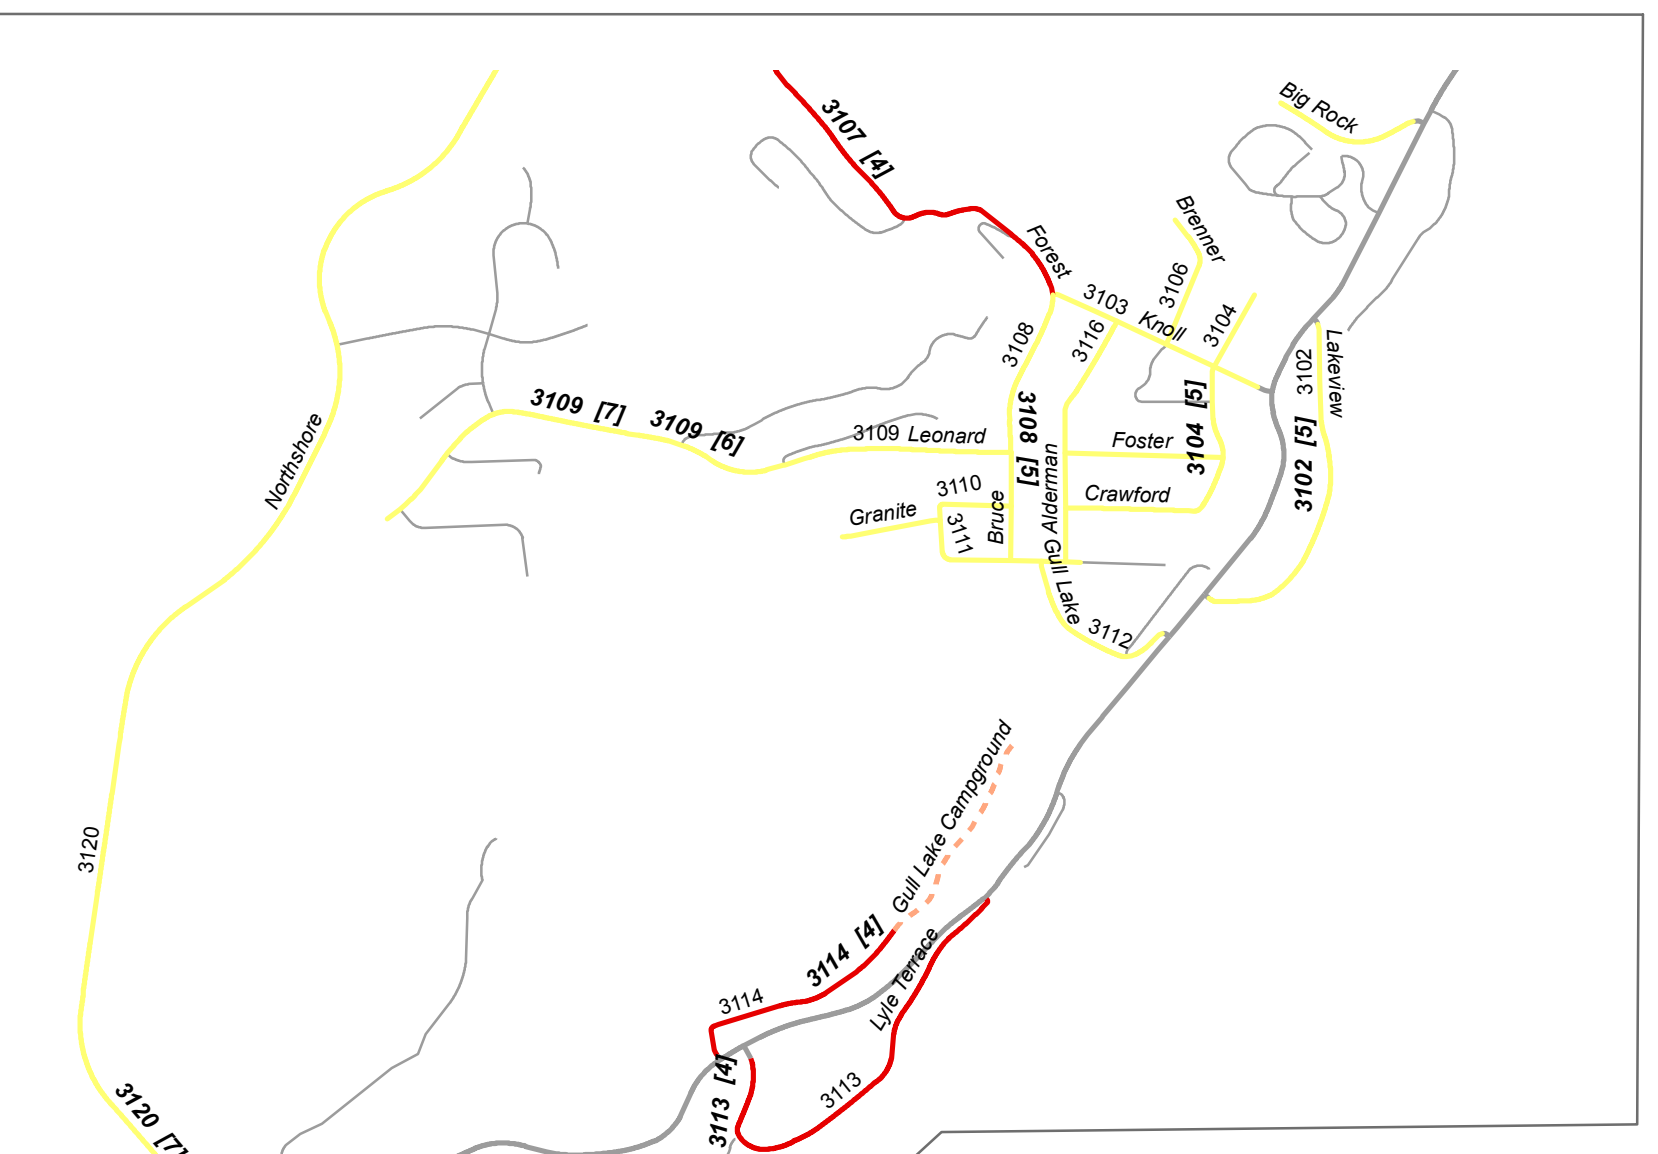 Big Rock
3107 [4]
Brenner
Forest
3106
3103
Knoll
3104
3116
3108
3102
Lakeview
3109 [7]
3109 [6]
3108 [5]
3104 [5]
3102 [5]
3109 Leonard
Foster
Northshore
Alderman
3110
Crawford
Granite
3111
Bruce
Gull Lake
3112
Gull Lake Campground
3120
3114 [4]
Lyle Terrace
3114
3113 [4]
3113
3120 [7]